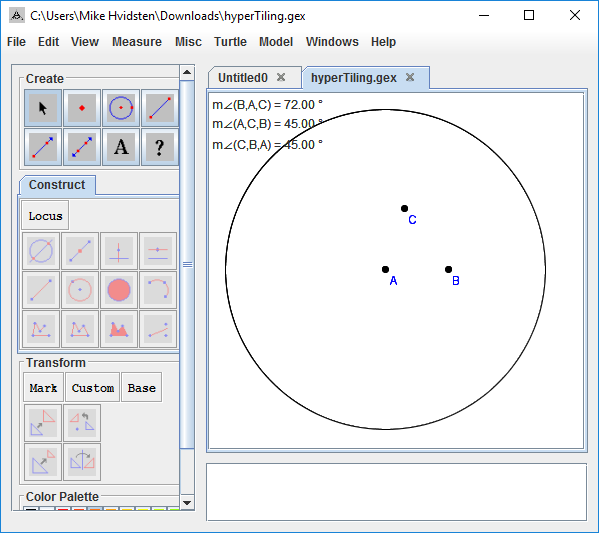 C:\Users\Mike Hvidsten\Downloads\hyperTiling.gex
File Edit View Measure Misc Turtle Model Windows Help
Create
A ?
Construct
Locus
Transform
Mark Custom Base
Color Palette
Untitled0 hyperTiling.gex
m∠(B,A,C) = 72.00 °
m∠(A,C,B) = 45.00 °
m∠(C,B,A) = 45.00 °
C
A B